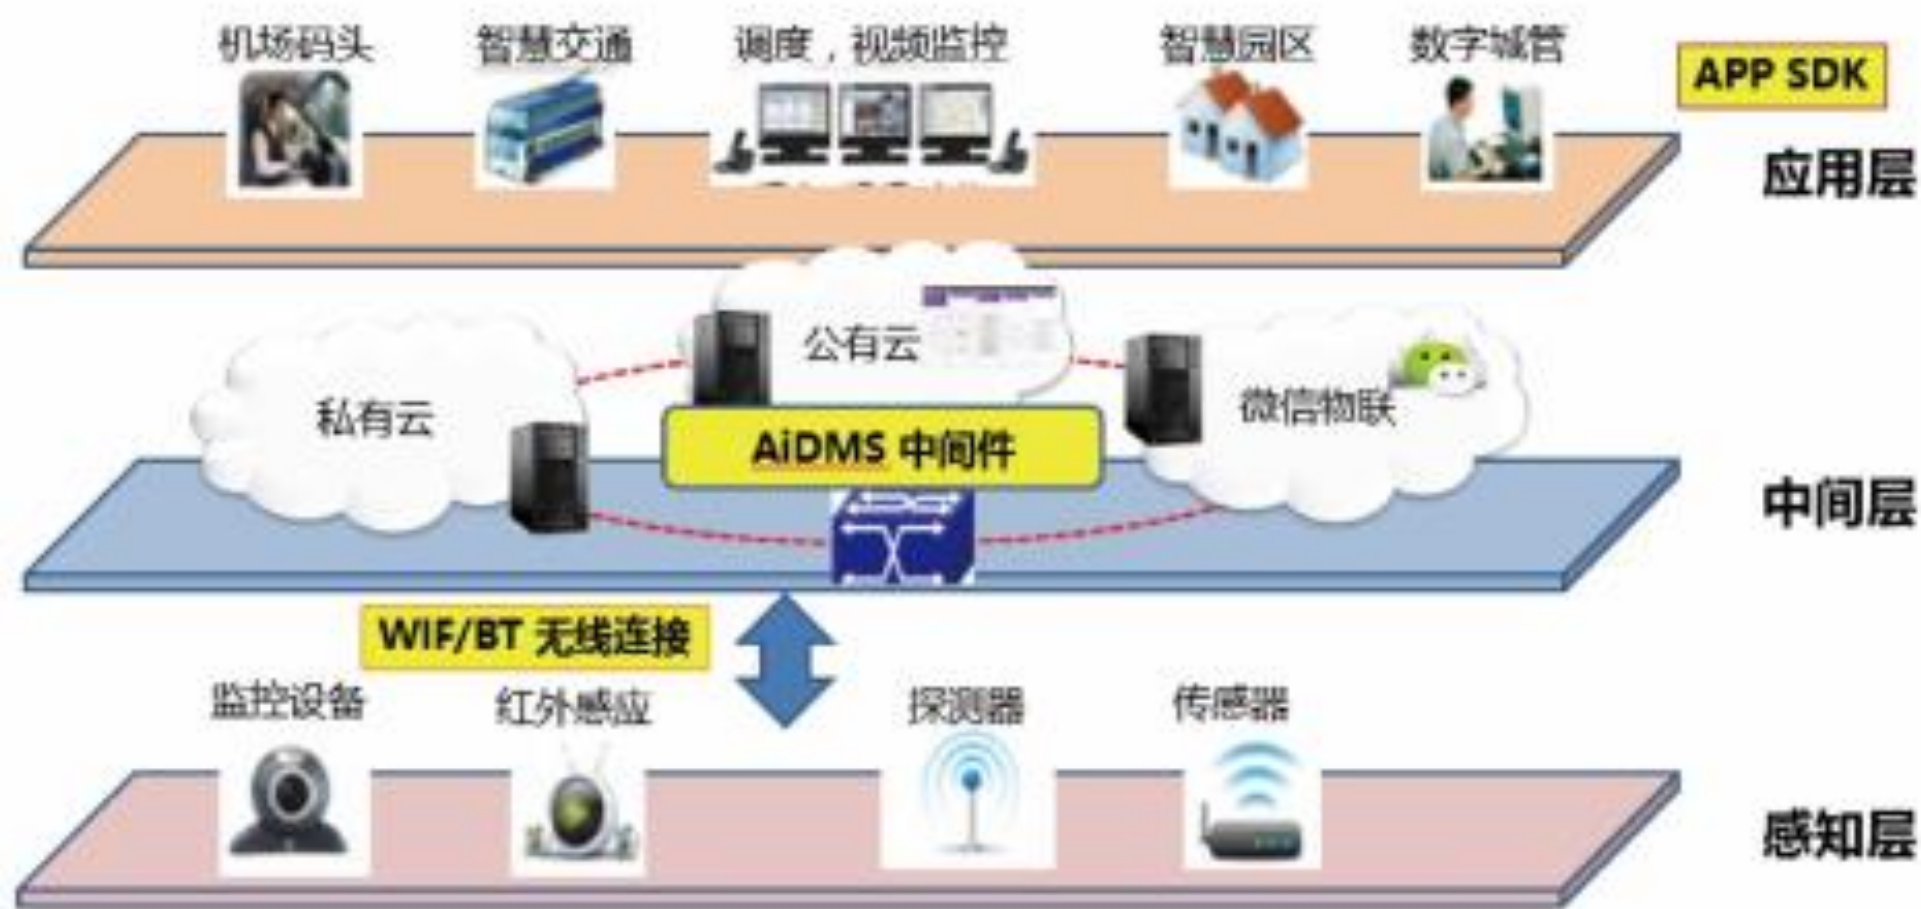 机场码头
智慧交通
调度，视频监控
智慧园区
数字城管
APP SDK
应用层
公有云
私有云
微信物联
AiDMS 中间件
中间层
WIF/BT 无线连接
监控设备
红外感应
探测器
传感器
感知层